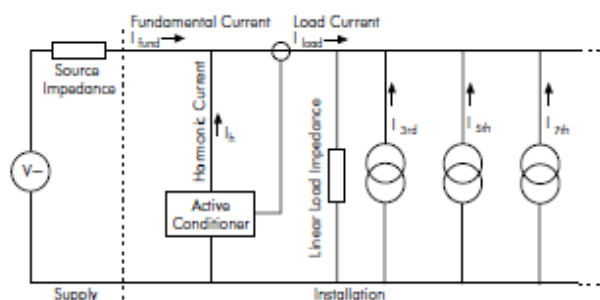 Fundamental Current
I fund
Load Current
I load
Source
Impedance
Harmonic Current
I h
Linear Load Impedance
I 3rd
I 5th
I 7th
V~
Active
Conditioner
Supply
Installation